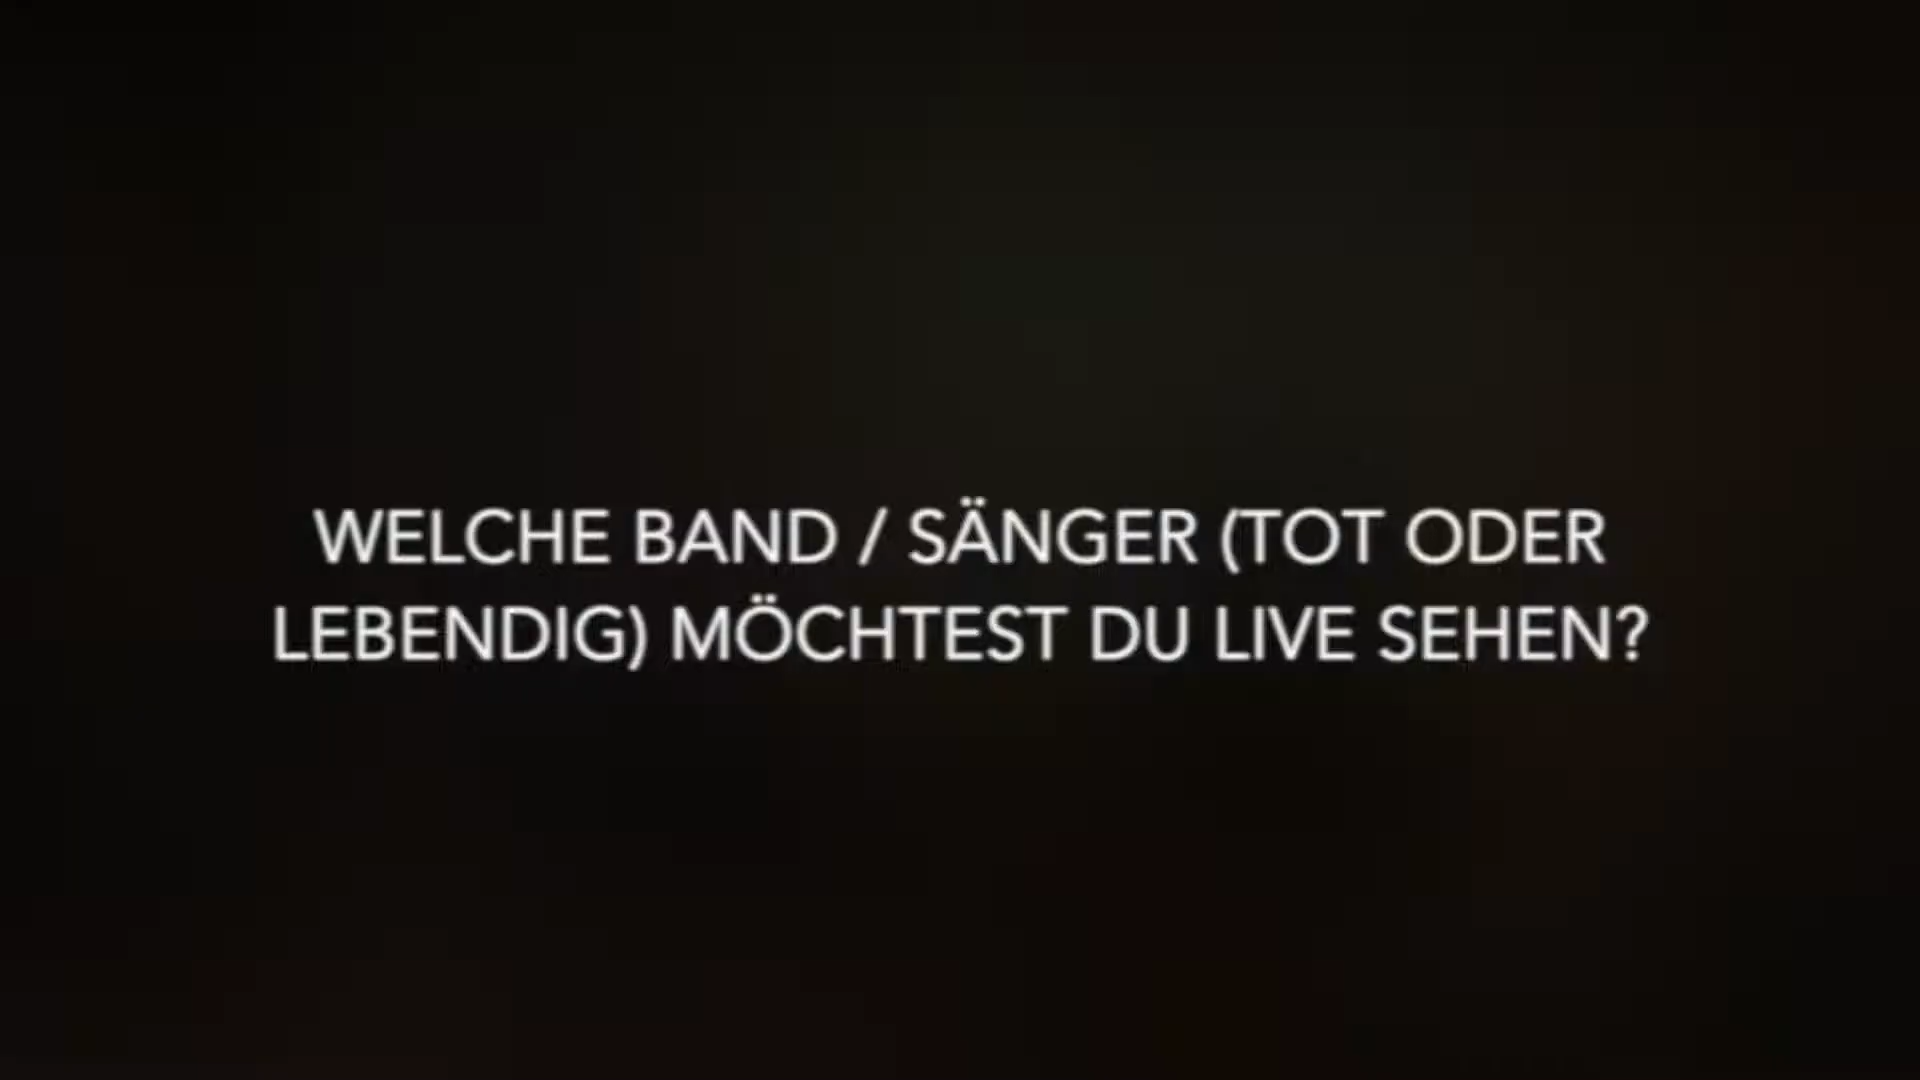 WELCHE BAND / SÄNGER (TOT ODER
LEBENDIG) MÖCHTEST DU LIVE SEHEN?